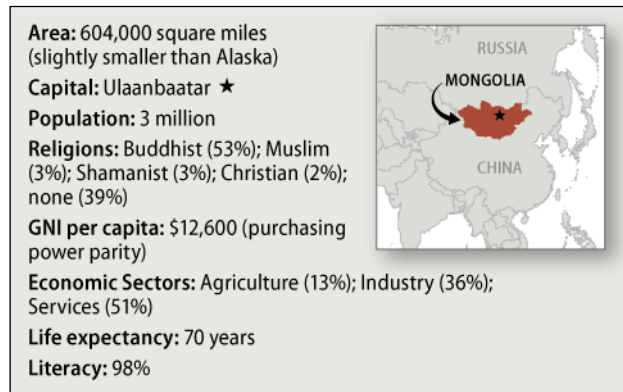 Area: 604,000 square miles
(slightly smaller than Alaska)
Capital: Ulaanbaatar ★
Population: 3 million
Religions: Buddhist (53%); Muslim
(3%); Shamanist (3%); Christian (2%);
none (39%)
GNI per capita: $12,600 (purchasing
power parity)
Economic Sectors: Agriculture (13%); Industry (36%);
Services (51%)
Life expectancy: 70 years
Literacy: 98%
RUSSIA
MONGOLIA
CHINA